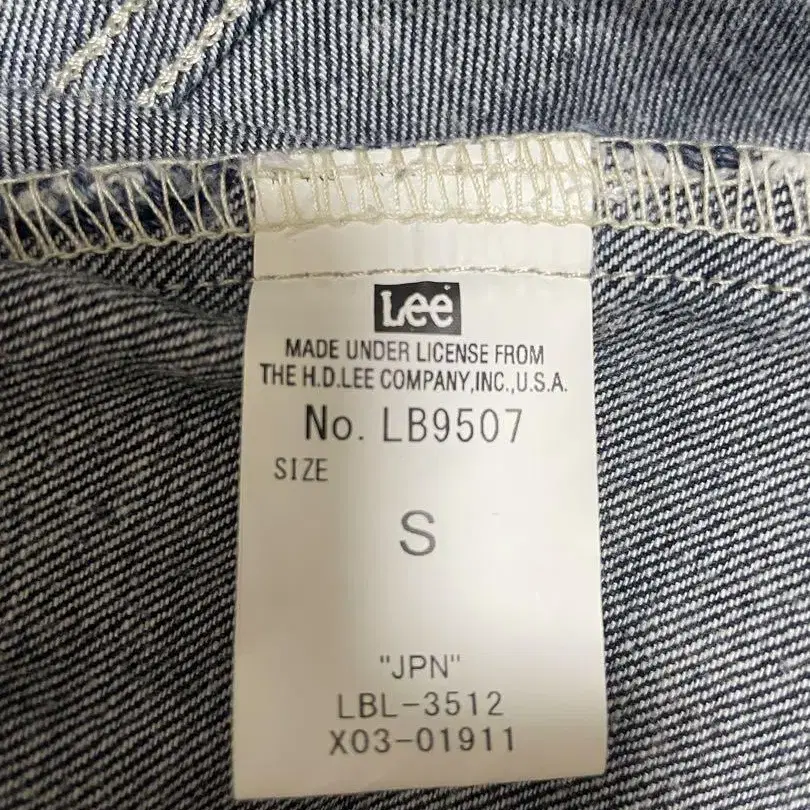 Lee
MADE UNDER LICENSE FROM
THE H.D.LEE COMPANY,INC.,U.S.A.
No. LB9507
SIZE
S
"JPN"
LBL-3512
X03-01911